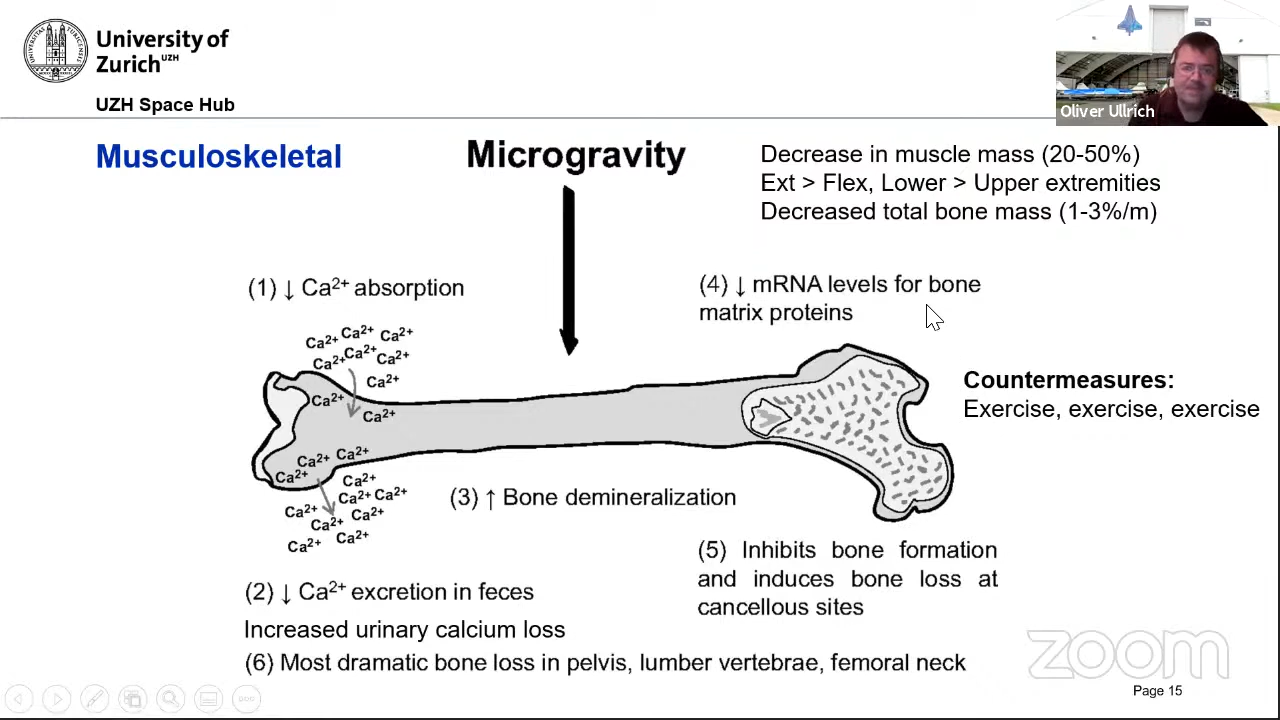 University of
Zurich UZH
UZH Space Hub
Oliver Ullrich
Musculoskeletal
Microgravity
Decrease in muscle mass (20-50%)
Ext > Flex, Lower > Upper extremities
Decreased total bone mass (1-3%/m)
(1) ↓ Ca²⁺ absorption
(4) ↓ mRNA levels for bone
matrix proteins
Ca²⁺ Ca²⁺ Ca²⁺
Ca²⁺ Ca²⁺ Ca²⁺
Ca²⁺
Ca²⁺
Ca²⁺
Countermeasures:
Exercise, exercise, exercise
Ca²⁺ Ca²⁺
Ca²⁺ Ca²⁺
Ca²⁺ Ca²⁺
Ca²⁺ Ca²⁺
Ca²⁺ Ca²⁺
Ca²⁺
(3) ↑ Bone demineralization
(5) Inhibits bone formation
and induces bone loss at
cancellous sites
(2) ↓ Ca²⁺ excretion in feces
Increased urinary calcium loss
(6) Most dramatic bone loss in pelvis, lumber vertebrae, femoral neck
zoom
Page 15